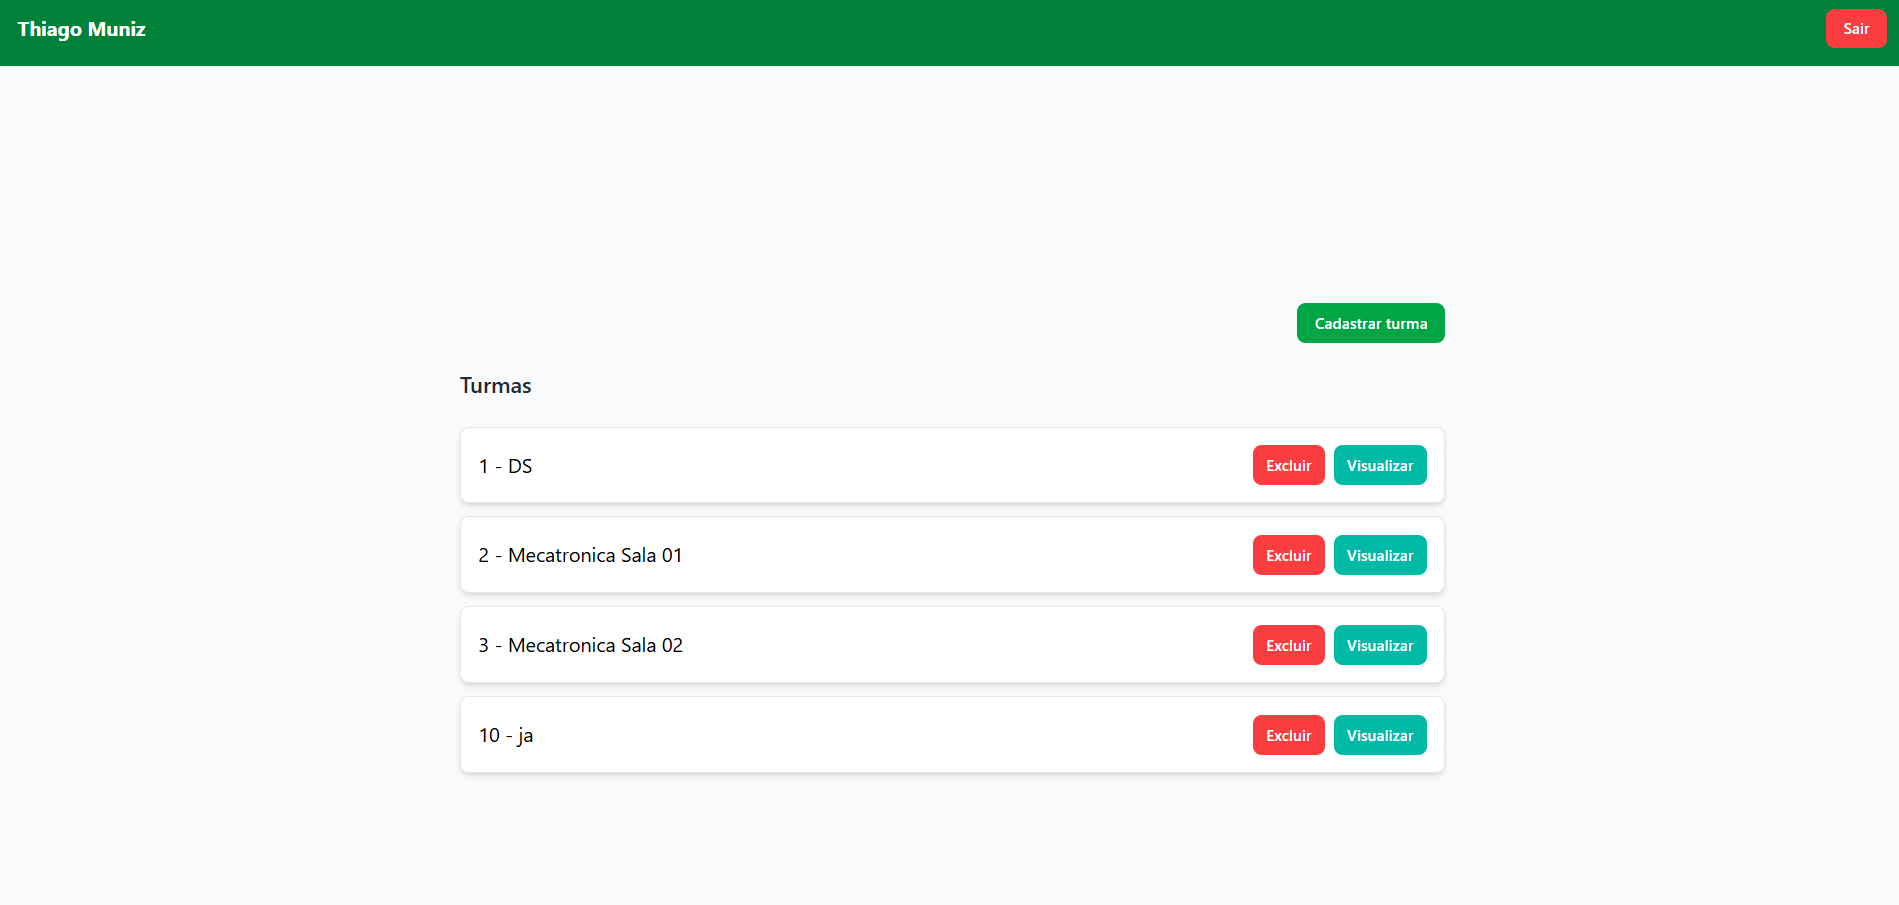 Thiago Muniz Sair
Cadastrar turma
Turmas
1 - DS Excluir Visualizar
2 - Mecatronica Sala 01 Excluir Visualizar
3 - Mecatronica Sala 02 Excluir Visualizar
10 - ja Excluir Visualizar